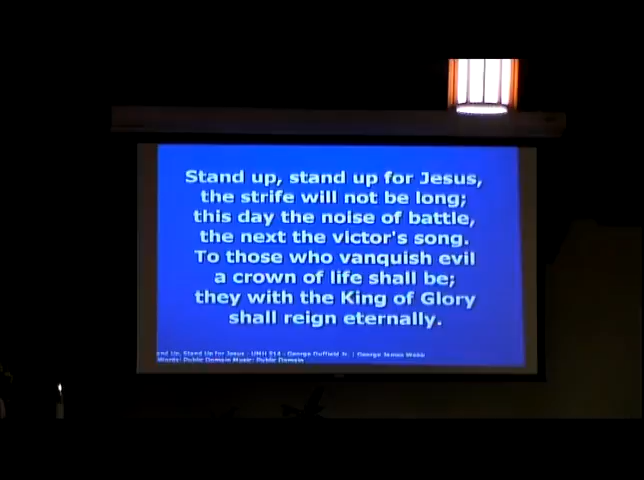 Stand up, stand up for Jesus,
the strife will not be long;
this day the noise of battle,
the next the victor's song.
To those who vanquish evil
a crown of life shall be;
they with the King of Glory
shall reign eternally.
and Up, Stand Up for Jesus - UMH 514 - George Duffield Jr. | George James Webb
Words: Public Domain Music: Public Domain